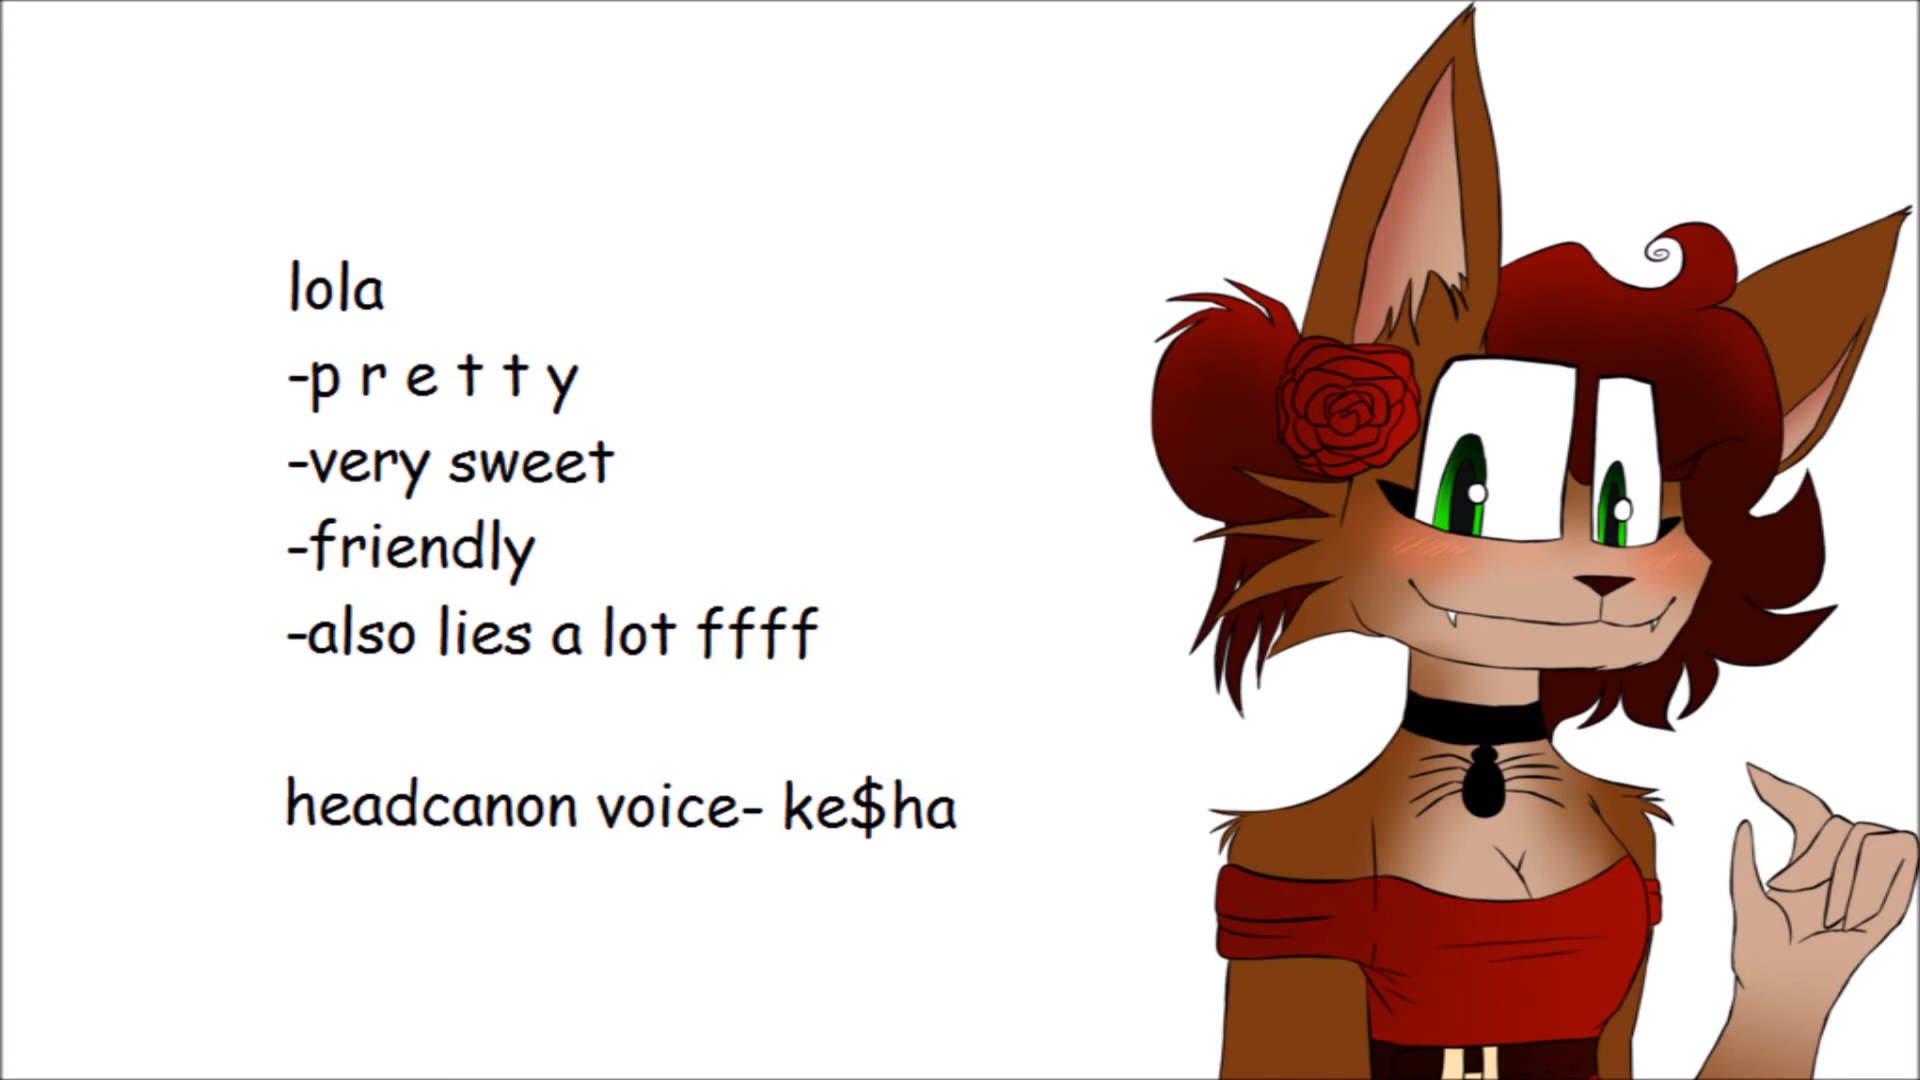 lola
-p r e t t y
-very sweet
-friendly
-also lies a lot ffff
headcanon voice- ke$ha